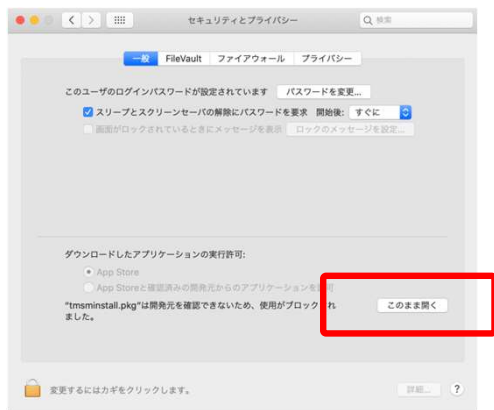 セキュリティとプライバシー
検索
一般 FileVault ファイアウォール プライバシー
このユーザのログインパスワードが設定されています パスワードを変更...
スリープとスクリーンセーバの解除にパスワードを要求 開始後: すぐに
画面がロックされているときにメッセージを表示 ロックのメッセージを設定...
ダウンロードしたアプリケーションの実行許可:
App Store
App Storeと確認済みの開発元からのアプリケーションを許可
"tmsminstall.pkg"は開発元を確認できないため、使用がブロックされ このまま開く
ました。
変更するにはカギをクリックします。 詳細... ?